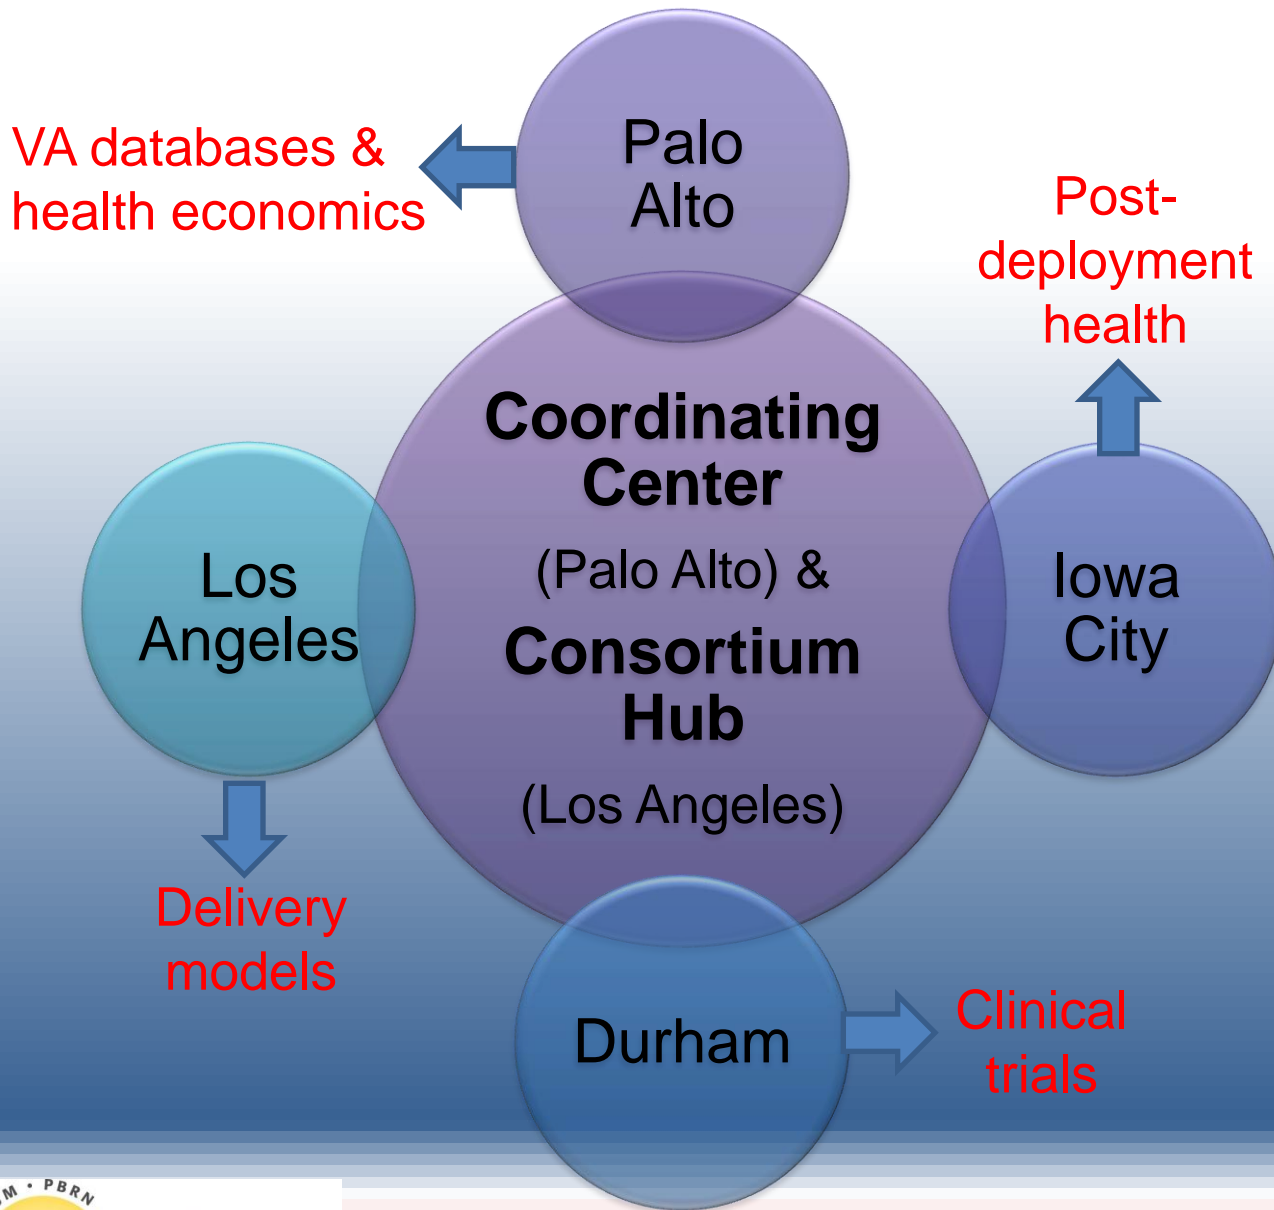 Palo
Alto
VA databases &
health economics
Post-
deployment
health
Coordinating
Center
(Palo Alto) &
Consortium
Hub
(Los Angeles)
Los
Angeles
Iowa
City
Delivery
models
Durham
Clinical
trials
• PBRN